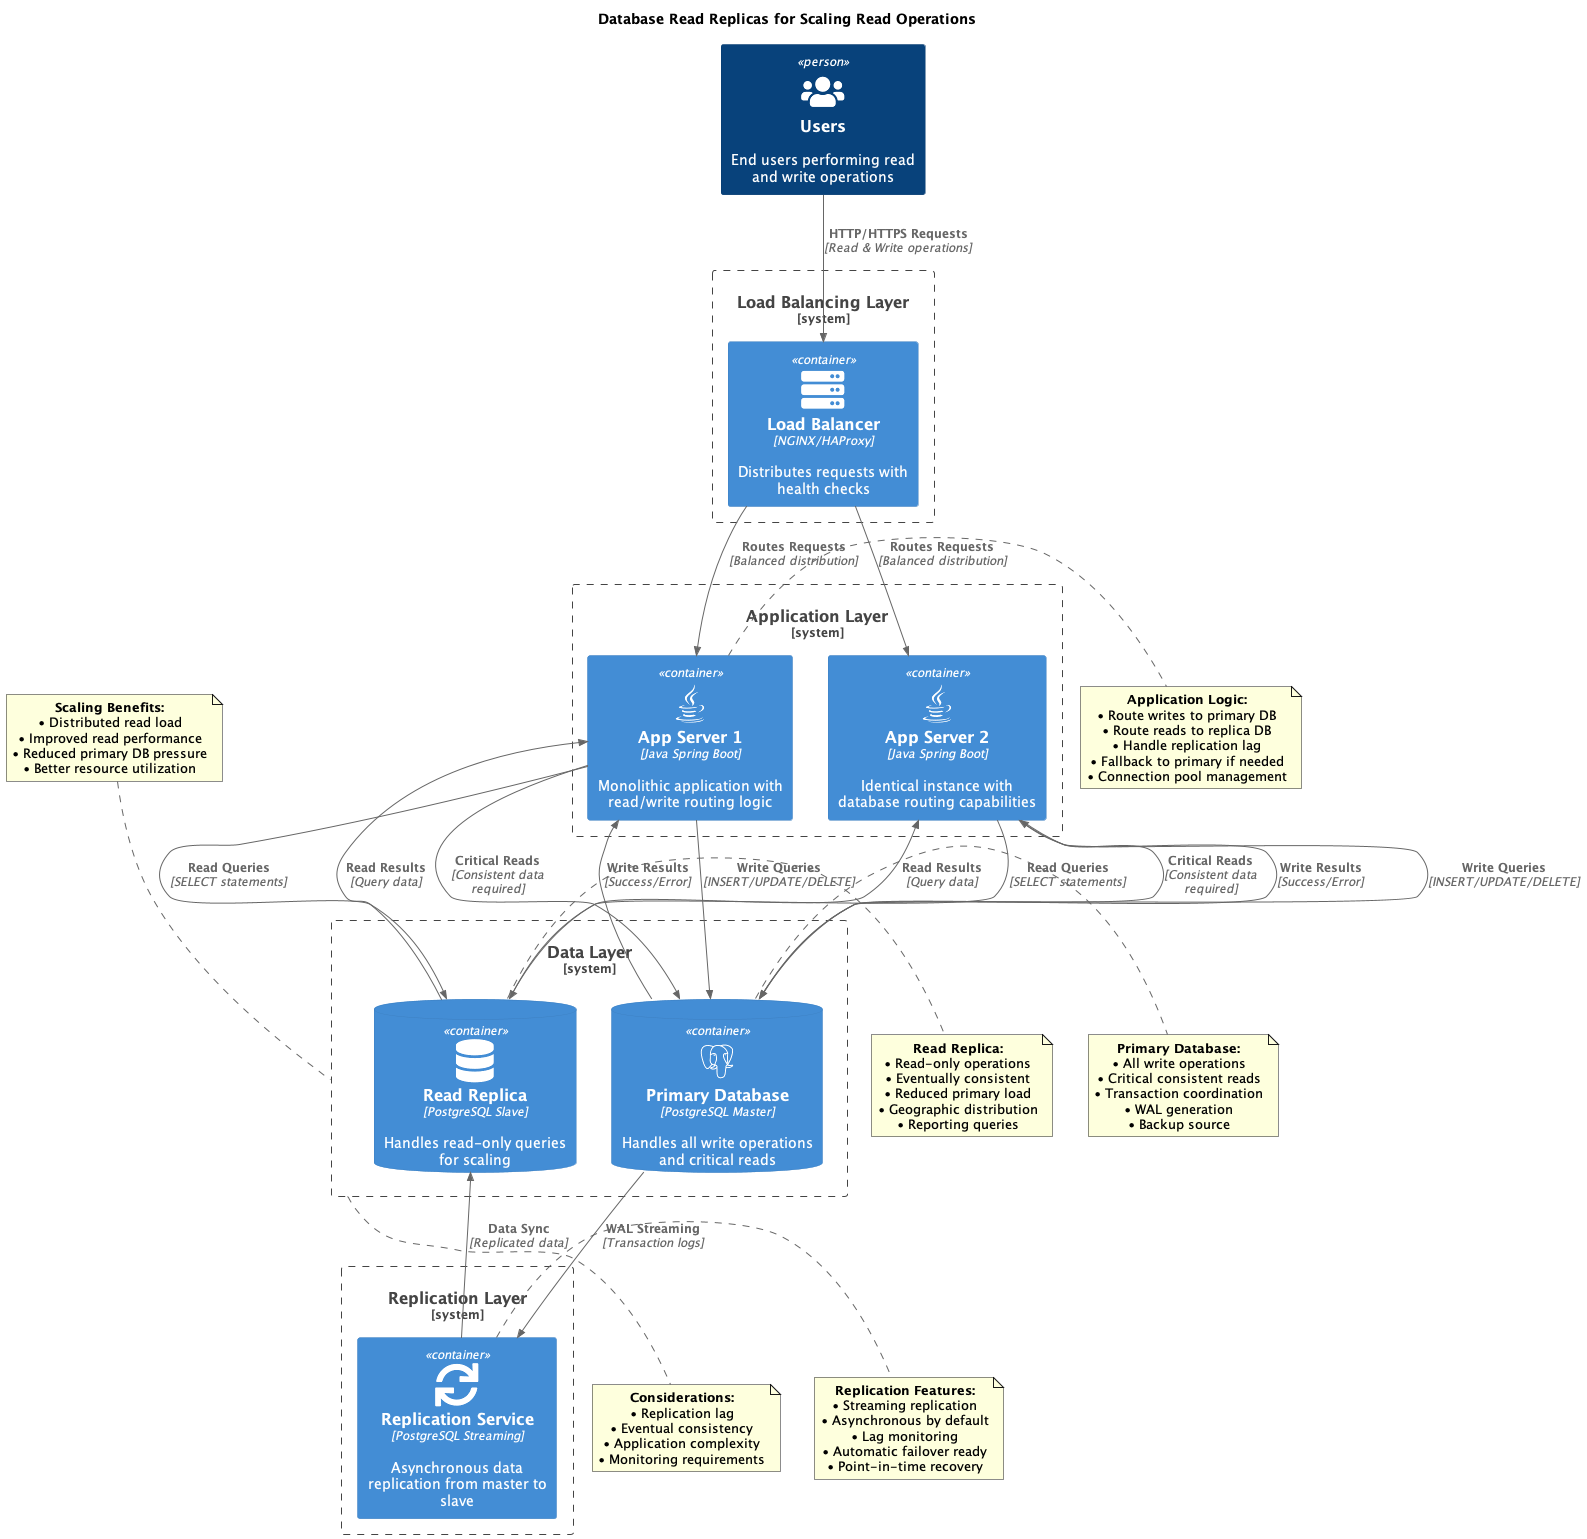 Database Read Replicas for Scaling Read Operations
«person»
Users
End users performing read
and write operations
HTTP/HTTPS Requests
[Read & Write operations]
Load Balancing Layer
[system]
«container»
Load Balancer
[NGINX/HAProxy]
Distributes requests with
health checks
Routes Requests
[Balanced distribution]
Routes Requests
[Balanced distribution]
Application Layer
[system]
«container»
App Server 1
[Java Spring Boot]
Monolithic application with
read/write routing logic
«container»
App Server 2
[Java Spring Boot]
Identical instance with
database routing capabilities
Scaling Benefits:
• Distributed read load
• Improved read performance
• Reduced primary DB pressure
• Better resource utilization
Application Logic:
• Route writes to primary DB
• Route reads to replica DB
• Handle replication lag
• Fallback to primary if needed
• Connection pool management
Read Queries
[SELECT statements]
Read Results
[Query data]
Critical Reads
[Consistent data
required]
Write Results
[Success/Error]
Write Queries
[INSERT/UPDATE/DELETE]
Read Results
[Query data]
Read Queries
[SELECT statements]
Critical Reads
[Consistent data
required]
Write Results
[Success/Error]
Write Queries
[INSERT/UPDATE/DELETE]
Data Layer
[system]
«container»
Read Replica
[PostgreSQL Slave]
Handles read-only queries
for scaling
«container»
Primary Database
[PostgreSQL Master]
Handles all write operations
and critical reads
Read Replica:
• Read-only operations
• Eventually consistent
• Reduced primary load
• Geographic distribution
• Reporting queries
Primary Database:
• All write operations
• Critical consistent reads
• Transaction coordination
• WAL generation
• Backup source
Data Sync
[Replicated data]
WAL Streaming
[Transaction logs]
Replication Layer
[system]
«container»
Replication Service
[PostgreSQL Streaming]
Asynchronous data
replication from master to
slave
Considerations:
• Replication lag
• Eventual consistency
• Application complexity
• Monitoring requirements
Replication Features:
• Streaming replication
• Asynchronous by default
• Lag monitoring
• Automatic failover ready
• Point-in-time recovery